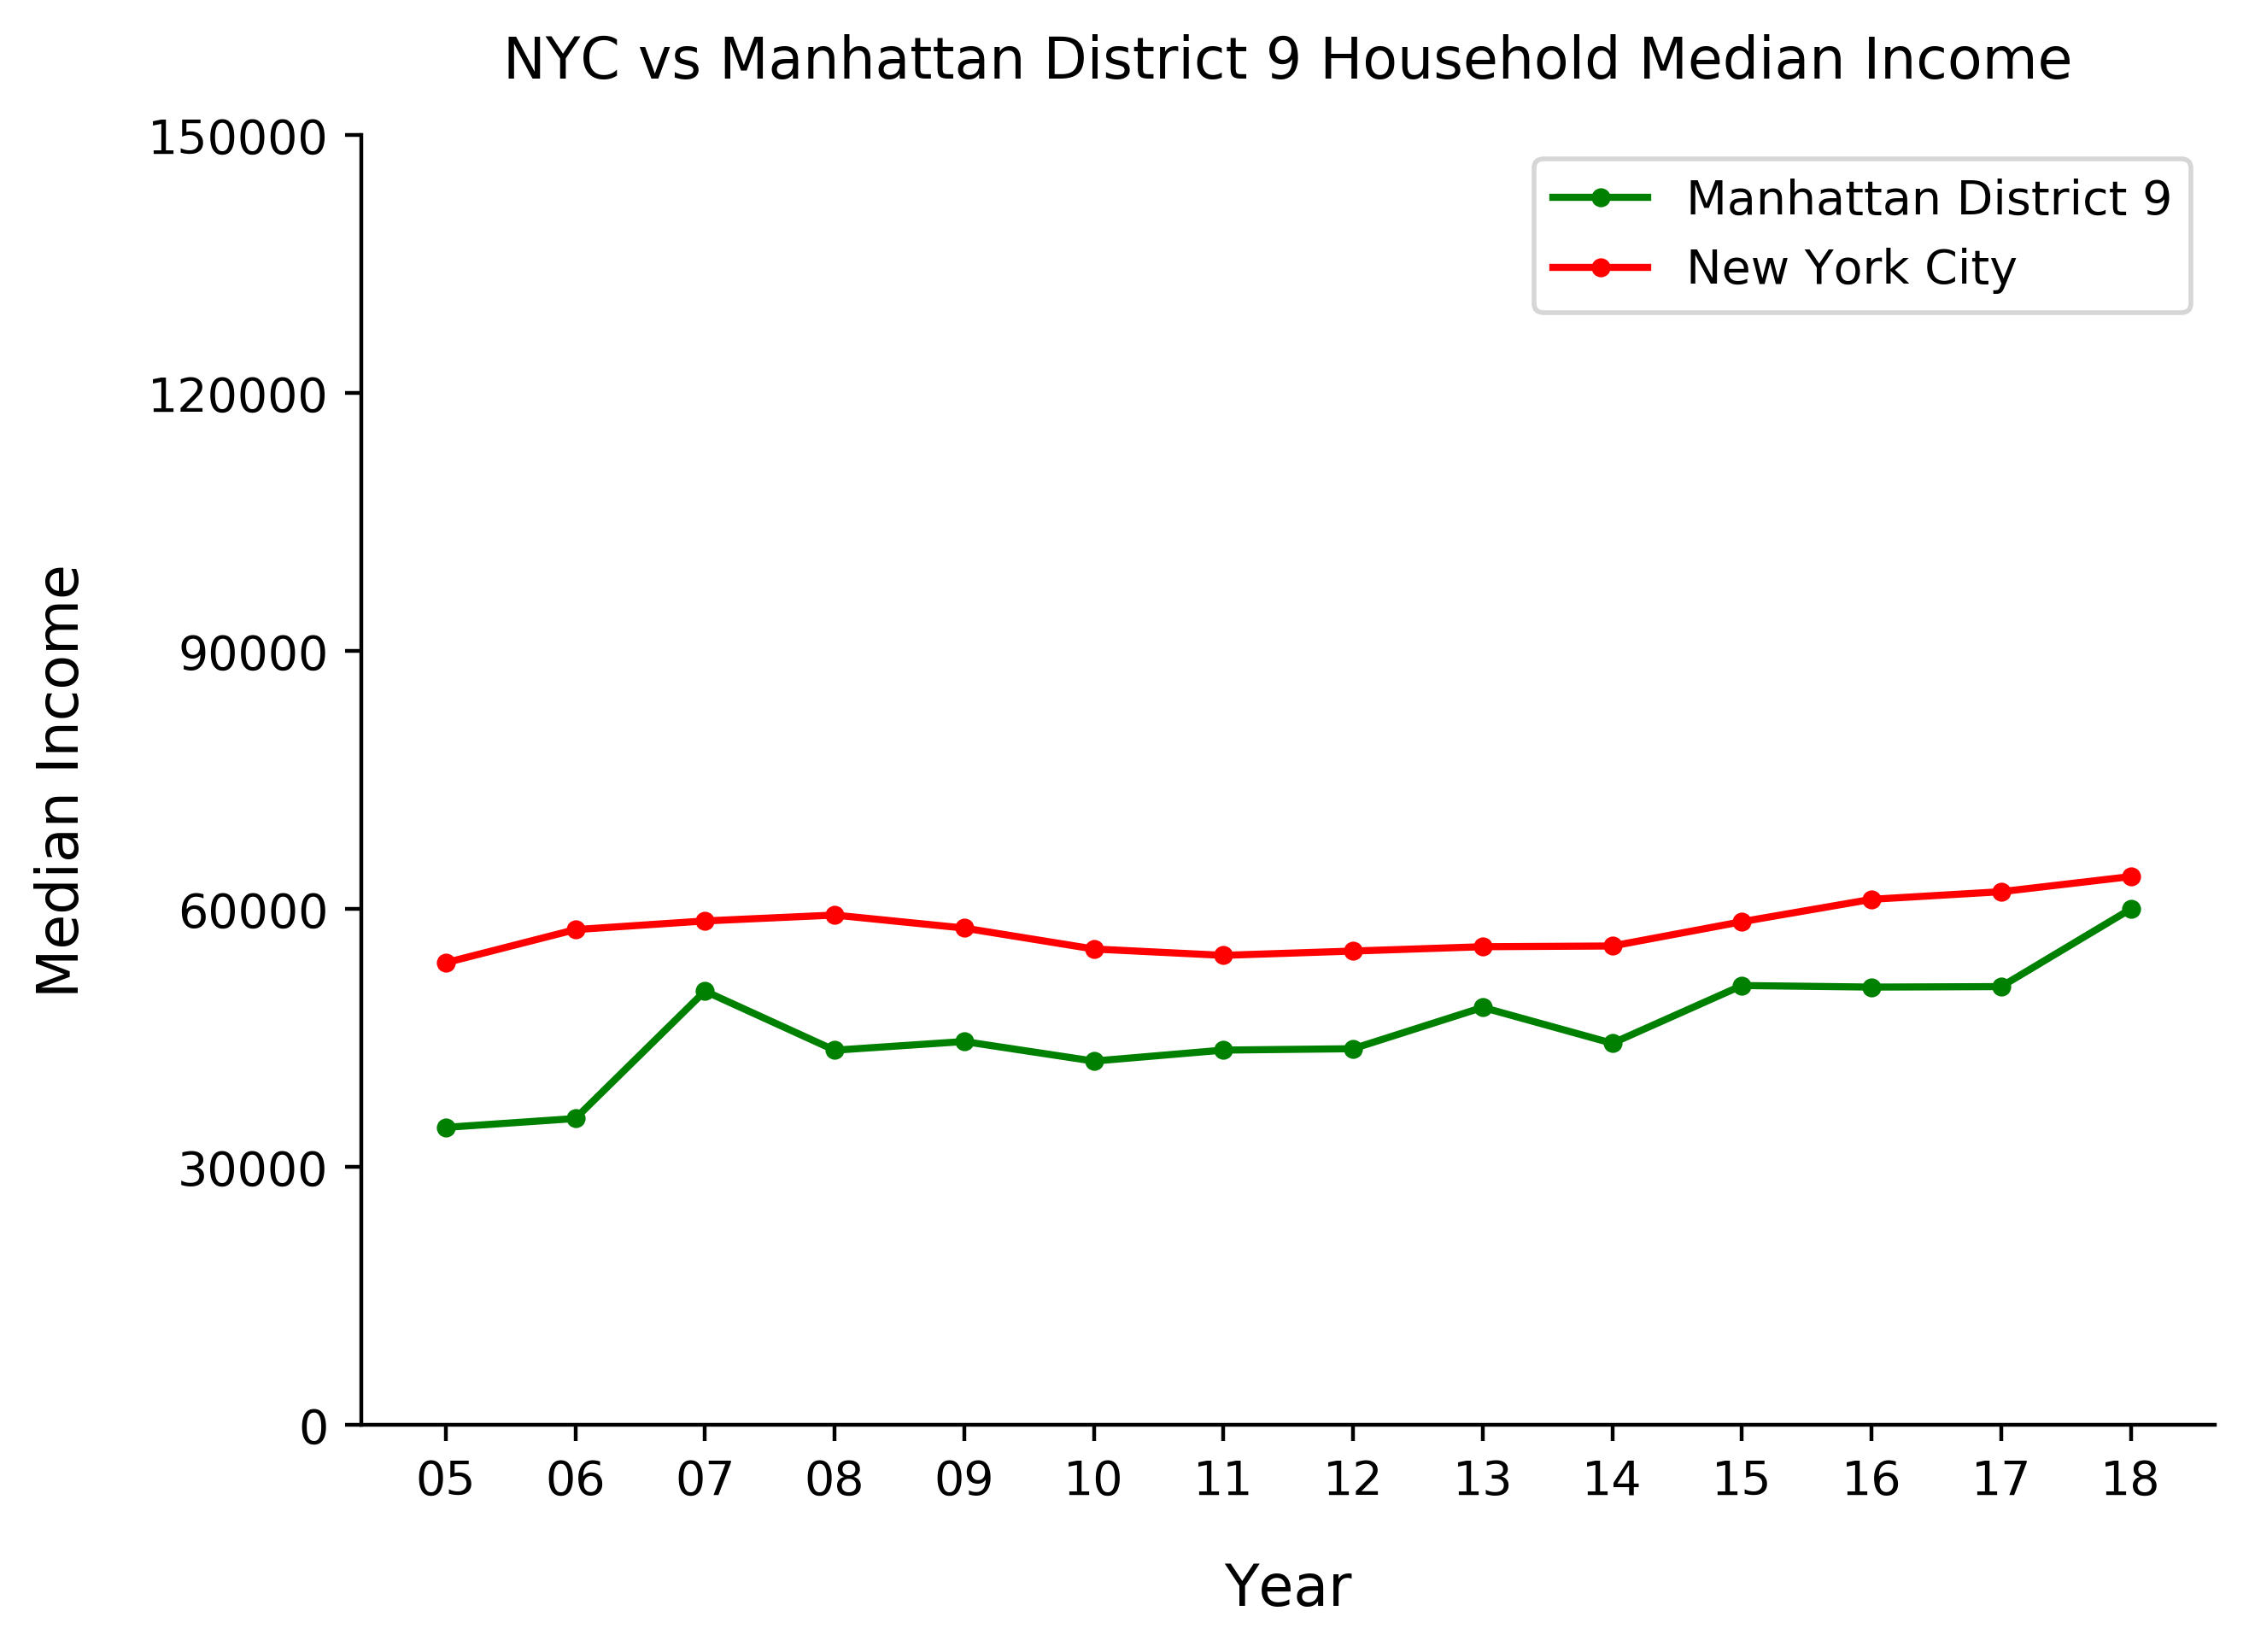 NYC vs Manhattan District 9 Household Median Income
150000
120000
90000
60000
30000
0
Median Income
Manhattan District 9
New York City
05 06 07 08 09 10 11 12 13 14 15 16 17 18
Year